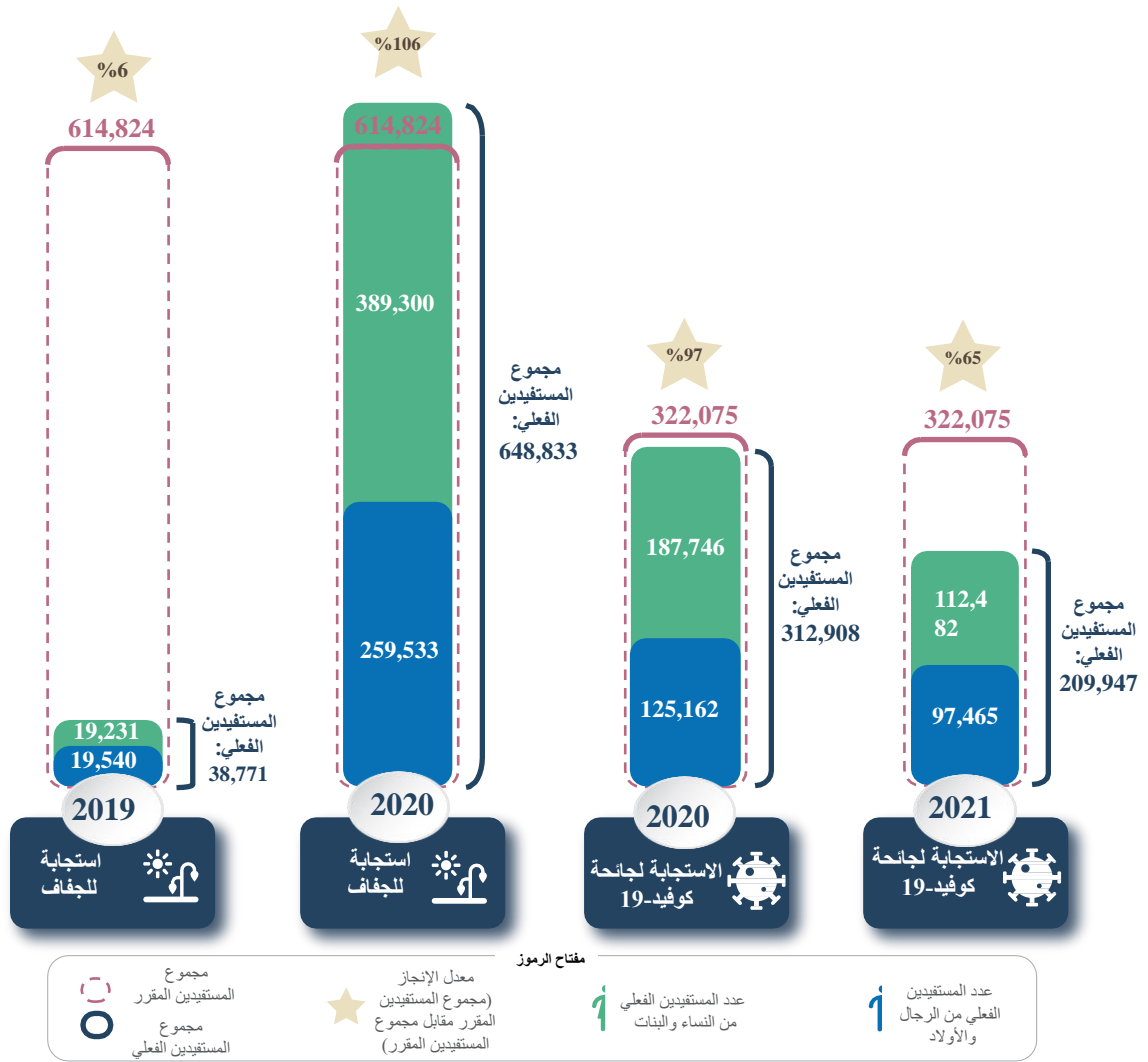 %6
614,824
19,231
19,540
مجموع
المستفيدين
الفعلي:
38,771
2019
استجابة
للجفاف
%106
614,824
389,300
259,533
مجموع
المستفيدين
الفعلي:
648,833
2020
استجابة
للجفاف
%97
322,075
187,746
125,162
مجموع
المستفيدين
الفعلي:
312,908
2020
الاستجابة لجائحة
كوفيد-19
%65
322,075
112,4
82
97,465
مجموع
المستفيدين
الفعلي:
209,947
2021
الاستجابة لجائحة
كوفيد-19
مفتاح الرموز
عدد المستفيدين
الفعلي من الرجال
والأولاد
عدد المستفيدين الفعلي
من النساء والبنات
معدل الإنجاز
(مجموع المستفيدين
المقرر مقابل مجموع
المستفيدين المقرر)
مجموع
المستفيدين المقرر
مجموع
المستفيدين الفعلي